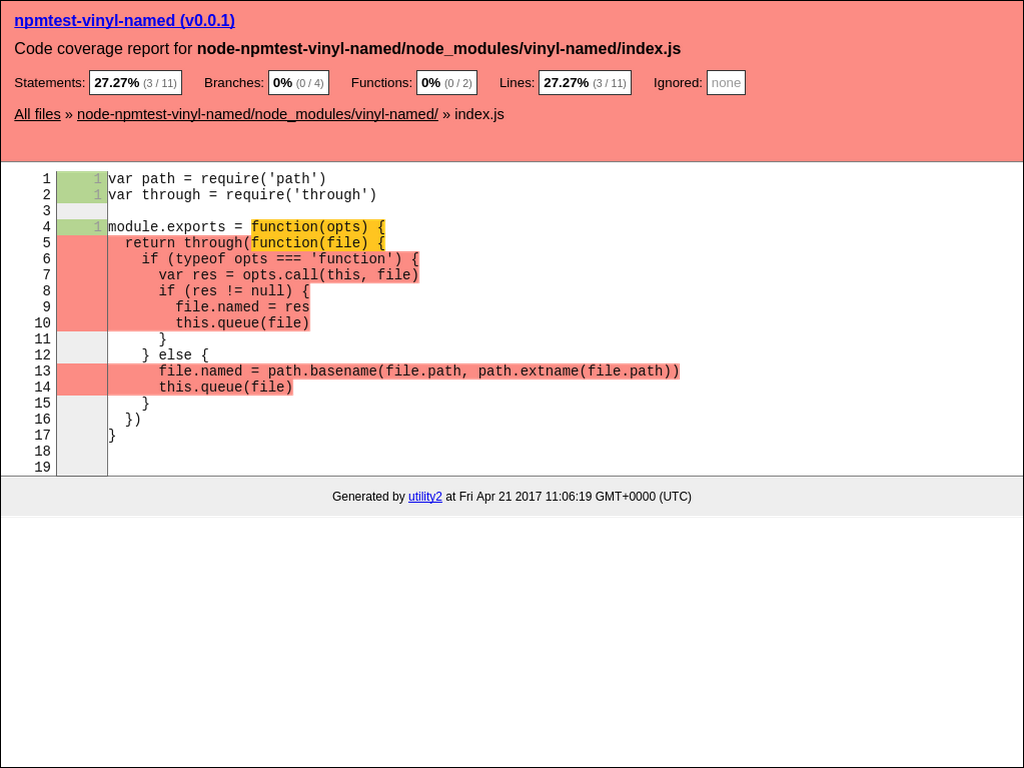 npmtest-vinyl-named (v0.0.1)
Code coverage report for node-npmtest-vinyl-named/node_modules/vinyl-named/index.js
Statements: 27.27% (3 / 11) Branches: 0% (0 / 4) Functions: 0% (0 / 2) Lines: 27.27% (3 / 11) Ignored: none
All files » node-npmtest-vinyl-named/node_modules/vinyl-named/ » index.js
1 1 var path = require('path')
2 1 var through = require('through')
3
4 1 module.exports = function(opts) {
5   return through(function(file) {
6     if (typeof opts === 'function') {
7       var res = opts.call(this, file)
8       if (res != null) {
9         file.named = res
10         this.queue(file)
11       }
12     } else {
13       file.named = path.basename(file.path, path.extname(file.path))
14       this.queue(file)
15     }
16   })
17 }
18
19
Generated by utility2 at Fri Apr 21 2017 11:06:19 GMT+0000 (UTC)